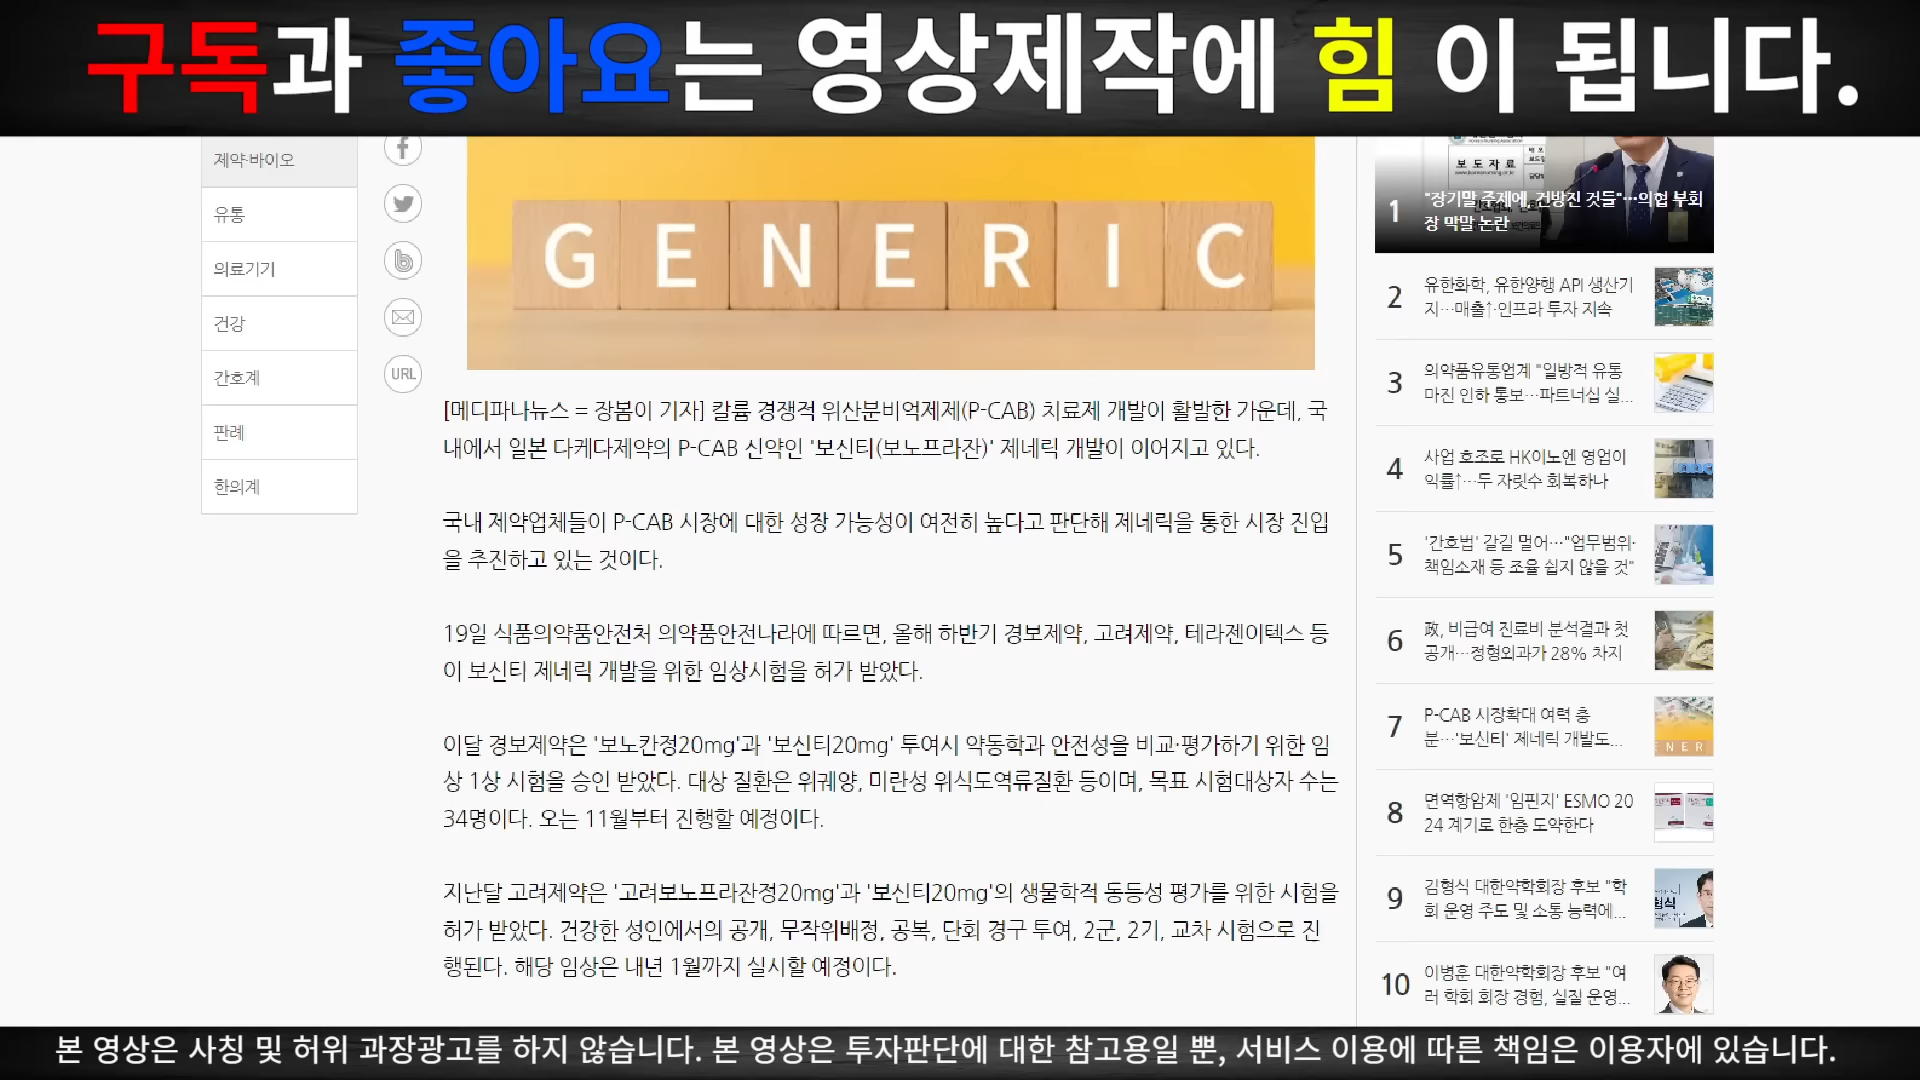 구독과 좋아요는 영상제작에 힘 이 됩니다.
제약·바이오
유통
의료기기
건강
간호계
판례
한의계
URL
GENERIC
[메디파나뉴스 = 장봄이 기자] 칼륨 경쟁적 위산분비억제제(P-CAB) 치료제 개발이 활발한 가운데, 국
내에서 일본 다케다제약의 P-CAB 신약인 '보신티(보노프라잔)' 제네릭 개발이 이어지고 있다.
국내 제약업체들이 P-CAB 시장에 대한 성장 가능성이 여전히 높다고 판단해 제네릭을 통한 시장 진입
을 추진하고 있는 것이다.
19일 식품의약품안전처 의약품안전나라에 따르면, 올해 하반기 경보제약, 고려제약, 테라젠이텍스 등
이 보신티 제네릭 개발을 위한 임상시험을 허가 받았다.
이달 경보제약은 '보노칸정20mg'과 '보신티20mg' 투여시 약동학과 안전성을 비교·평가하기 위한 임
상 1상 시험을 승인 받았다. 대상 질환은 위궤양, 미란성 위식도역류질환 등이며, 목표 시험대상자 수는
34명이다. 오는 11월부터 진행할 예정이다.
지난달 고려제약은 '고려보노프라잔정20mg'과 '보신티20mg'의 생물학적 동등성 평가를 위한 시험을
허가 받았다. 건강한 성인에서의 공개, 무작위배정, 공복, 단회 경구 투여, 2군, 2기, 교차 시험으로 진
행된다. 해당 임상은 내년 1월까지 실시할 예정이다.
보 도 자 료
1 "장기말 주제에, 건방진 것들"…의협 부회
장 막말 논란
2 유한화학, 유한양행 API 생산기
지…매출↑·인프라 투자 지속
3 의약품유통업계 "일방적 유통
마진 인하 통보…파트너십 실...
4 사업 호조로 HK이노엔 영업이
익률↑…두 자릿수 회복하나
5 '간호법' 갈길 멀어…"업무범위·
책임소재 등 조율 쉽지 않을 것"
6 政, 비급여 진료비 분석결과 첫
공개…정형외과가 28% 차지
7 P-CAB 시장확대 여력 충
분…'보신티' 제네릭 개발도...
ENER
8 면역항암제 '임핀지' ESMO 20
24 계기로 한층 도약한다
9 김형식 대한약학회장 후보 "학
회 운영 주도 및 소통 능력에...
10 이병훈 대한약학회장 후보 "여
러 학회 회장 경험, 실질 운영...
본 영상은 사칭 및 허위 과장광고를 하지 않습니다. 본 영상은 투자판단에 대한 참고용일 뿐, 서비스 이용에 따른 책임은 이용자에 있습니다.